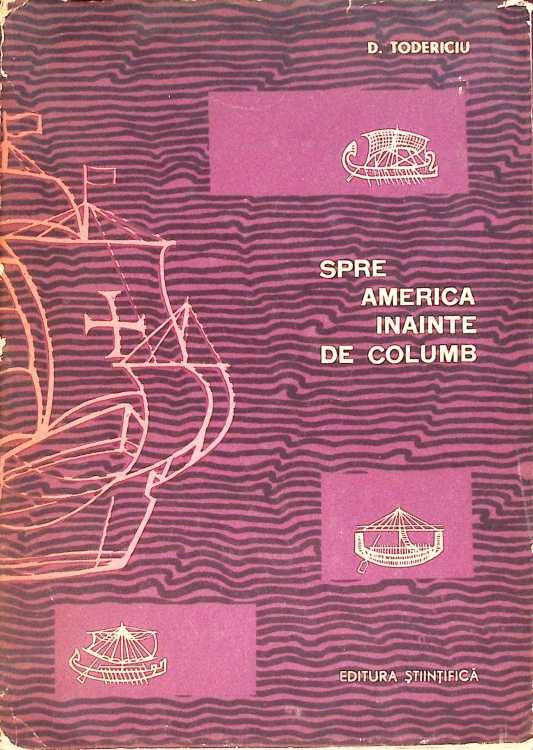 D. TODERICIU
SPRE
AMERICA
INAINTE
DE COLUMB
EDITURA ȘTIINȚIFICĂ